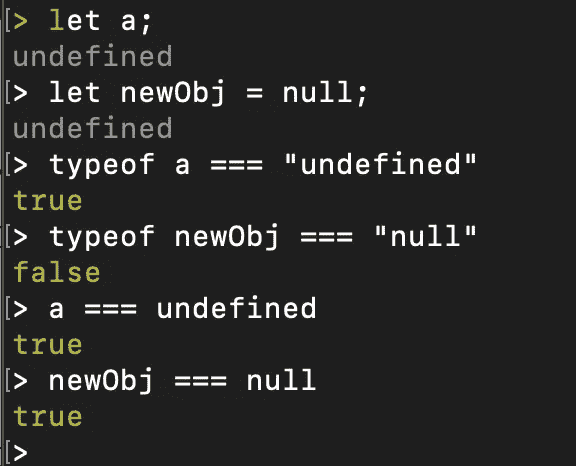 [> let a;
undefined
[> let newObj = null;
undefined
[> typeof a === "undefined"
true
[> typeof newObj === "null"
false
[> a === undefined
true
[> newObj === null
true
[>